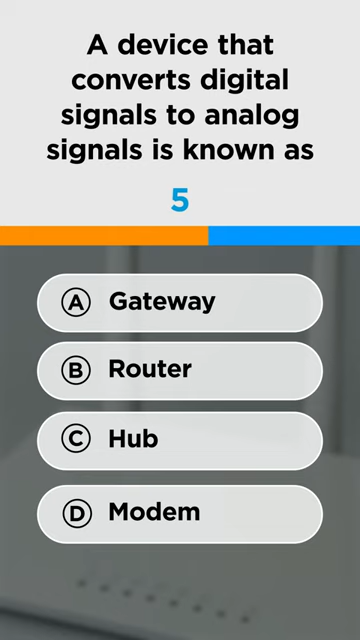 A device that
converts digital
signals to analog
signals is known as
5
A Gateway
B Router
C Hub
D Modem